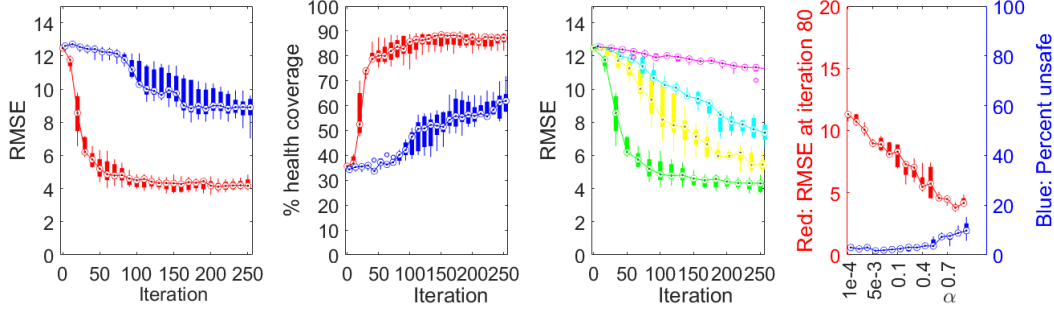 RMSE
14
12
10
8
6
4
2
0
0 50 100 150 200 250
Iteration
% health coverage
100
90
80
70
60
50
40
30
20
10
0
0 50 100 150 200 250
Iteration
RMSE
14
12
10
8
6
4
2
0
0 50 100 150 200 250
Iteration
Red: RMSE at iteration 80
20
15
10
5
0
1e-4 5e-3 0.1 0.4 0.7
α
100
80
60
40
20
0
Blue: Percent unsafe